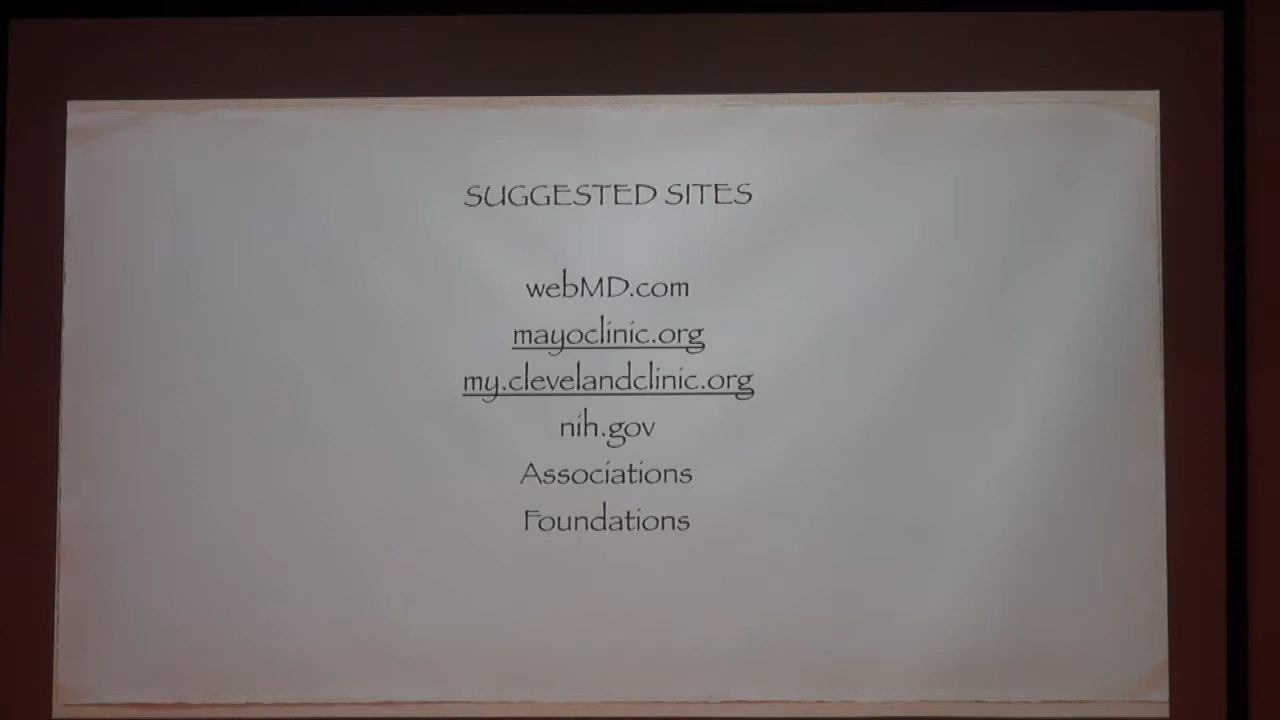 SUGGESTED SITES
webMD.com
mayoclinic.org
my.clevelandclinic.org
nih.gov
Associations
Foundations